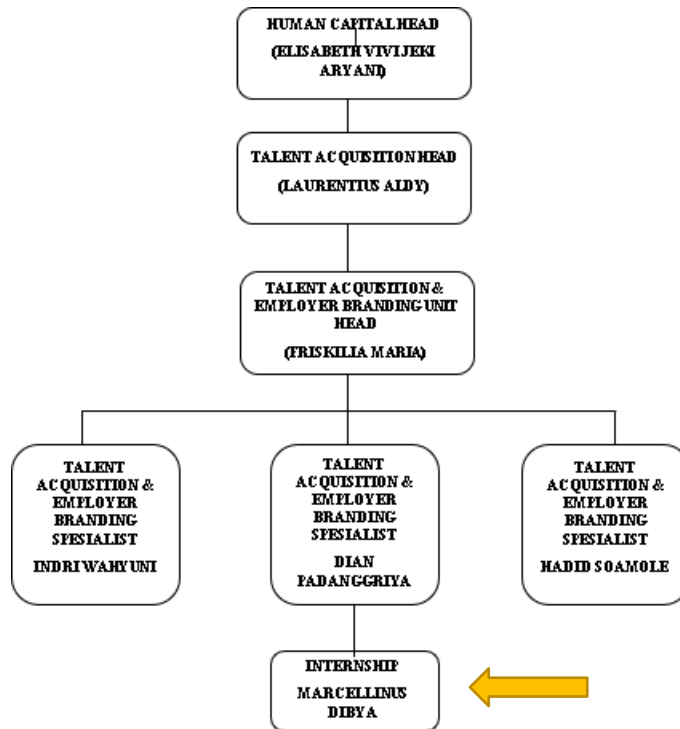 HUMAN CAPITAL HEAD
(ELISABETH VIVI JEKI
ARYANI)
TALENT ACQUISITION HEAD
(LAURENTIUS ALDY)
TALENT ACQUISITION &
EMPLOYER BRANDING UNIT
HEAD
(FRISKILIA MARIA)
TALENT
ACQUISITION &
EMPLOYER
BRANDING
SPESIALIST
INDRI WAHYUNI
TALENT
ACQUISITION &
EMPLOYER
BRANDING
SPESIALIST
DIAN
PADANGGRIYA
TALENT
ACQUISITION &
EMPLOYER
BRANDING
SPESIALIST
HADID SOAMOLE
INTERNSHIP
MARCELLINUS
DIBYA